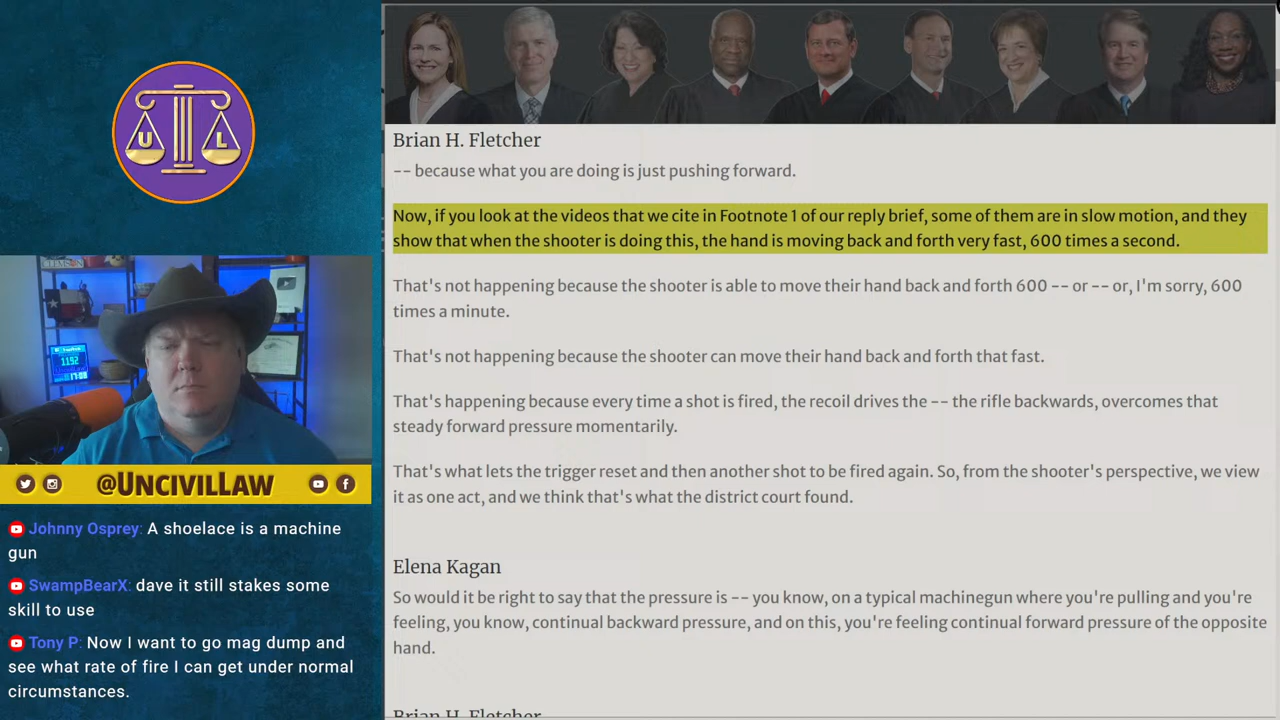 U L
1192
@UNCIVILLAW
Johnny Osprey: A shoelace is a machine
gun
SwampBearX: dave it still stakes some
skill to use
Tony P: Now I want to go mag dump and
see what rate of fire I can get under normal
circumstances.
Brian H. Fletcher
-- because what you are doing is just pushing forward.
Now, if you look at the videos that we cite in Footnote 1 of our reply brief, some of them are in slow motion, and they
show that when the shooter is doing this, the hand is moving back and forth very fast, 600 times a second.
That's not happening because the shooter is able to move their hand back and forth 600 -- or -- or, I'm sorry, 600
times a minute.
That's not happening because the shooter can move their hand back and forth that fast.
That's happening because every time a shot is fired, the recoil drives the -- the rifle backwards, overcomes that
steady forward pressure momentarily.
That's what lets the trigger reset and then another shot to be fired again. So, from the shooter's perspective, we view
it as one act, and we think that's what the district court found.
Elena Kagan
So would it be right to say that the pressure is -- you know, on a typical machinegun where you're pulling and you're
feeling, you know, continual backward pressure, and on this, you're feeling continual forward pressure of the opposite
hand.
Brian H. Fletcher